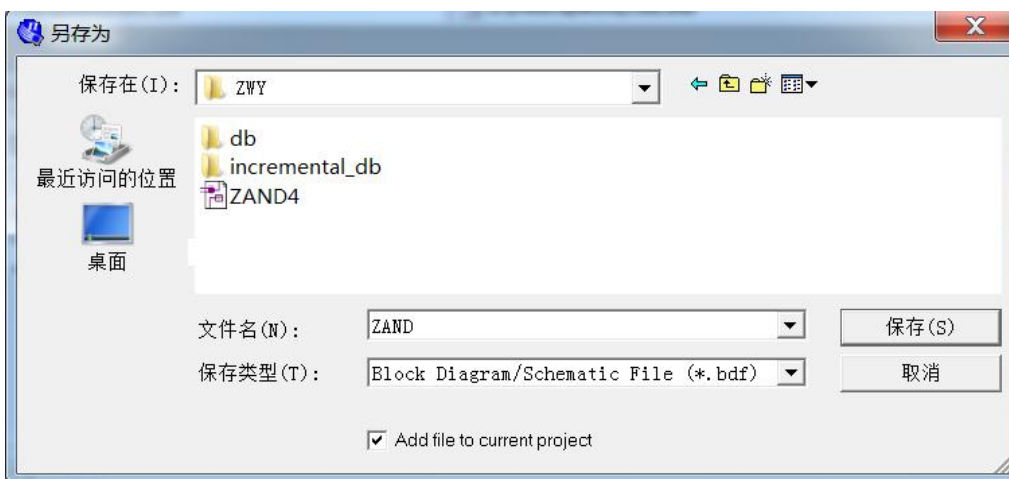 另存为
保存在(I):
ZWY
db
incremental_db
ZAND4
最近访问的位置
桌面
文件名(N):
ZAND
保存(S)
保存类型(T):
Block Diagram/Schematic File (*.bdf)
取消
Add file to current project